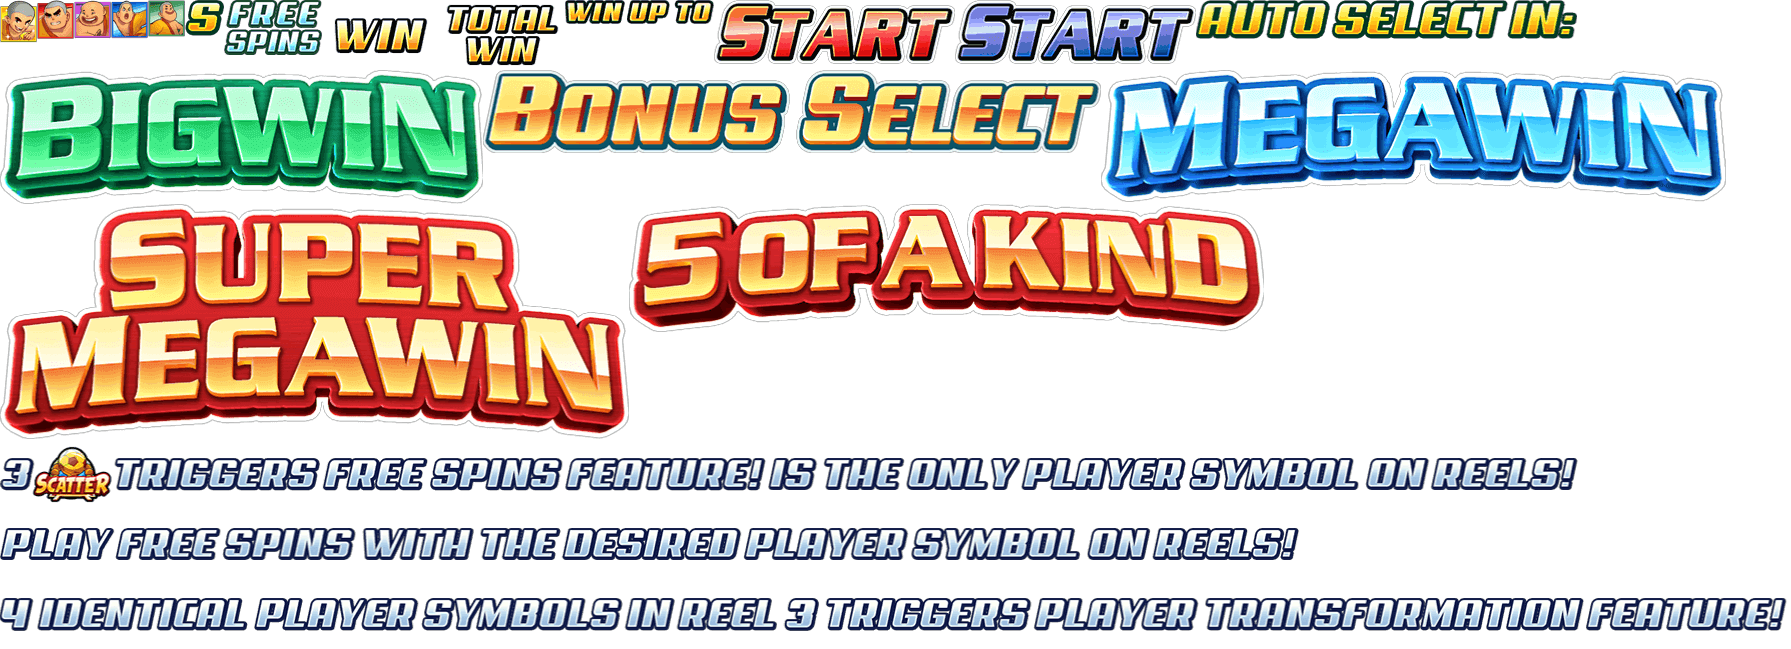 S FREE SPINS WIN TOTAL WIN WIN UP TO START START AUTO SELECT IN:
BIGWIN BONUS SELECT MEGAWIN
SUPER MEGAWIN 5 OF A KIND
3 SCATTER TRIGGERS FREE SPINS FEATURE! IS THE ONLY PLAYER SYMBOL ON REELS!
PLAY FREE SPINS WITH THE DESIRED PLAYER SYMBOL ON REELS!
4 IDENTICAL PLAYER SYMBOLS IN REEL 3 TRIGGERS PLAYER TRANSFORMATION FEATURE!